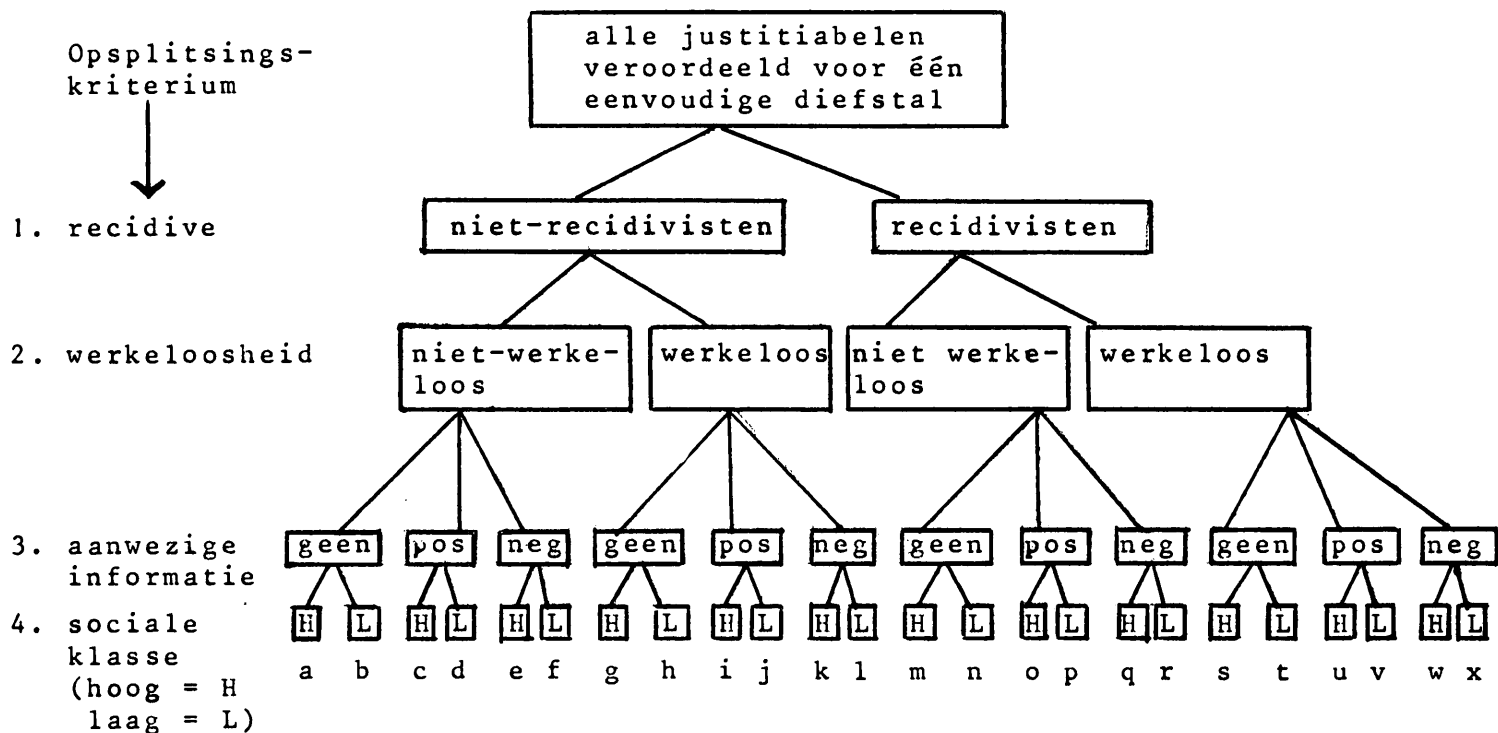 Opsplitsings-
kriterium
alle justitiabelen
veroordeeld voor één
eenvoudige diefstal
1. recidive
niet-recidivisten
recidivisten
2. werkeloosheid
niet-werke-
loos
werkeloos
niet werke-
loos
werkeloos
3. aanwezige
informatie
geen pos neg geen pos neg geen pos neg geen pos neg
4. sociale
klasse
(hoog = H
laag = L)
H L H L H L H L H L H L H L H L H L H L H L H L
a b c d e f g h i j k l m n o p q r s t u v w x